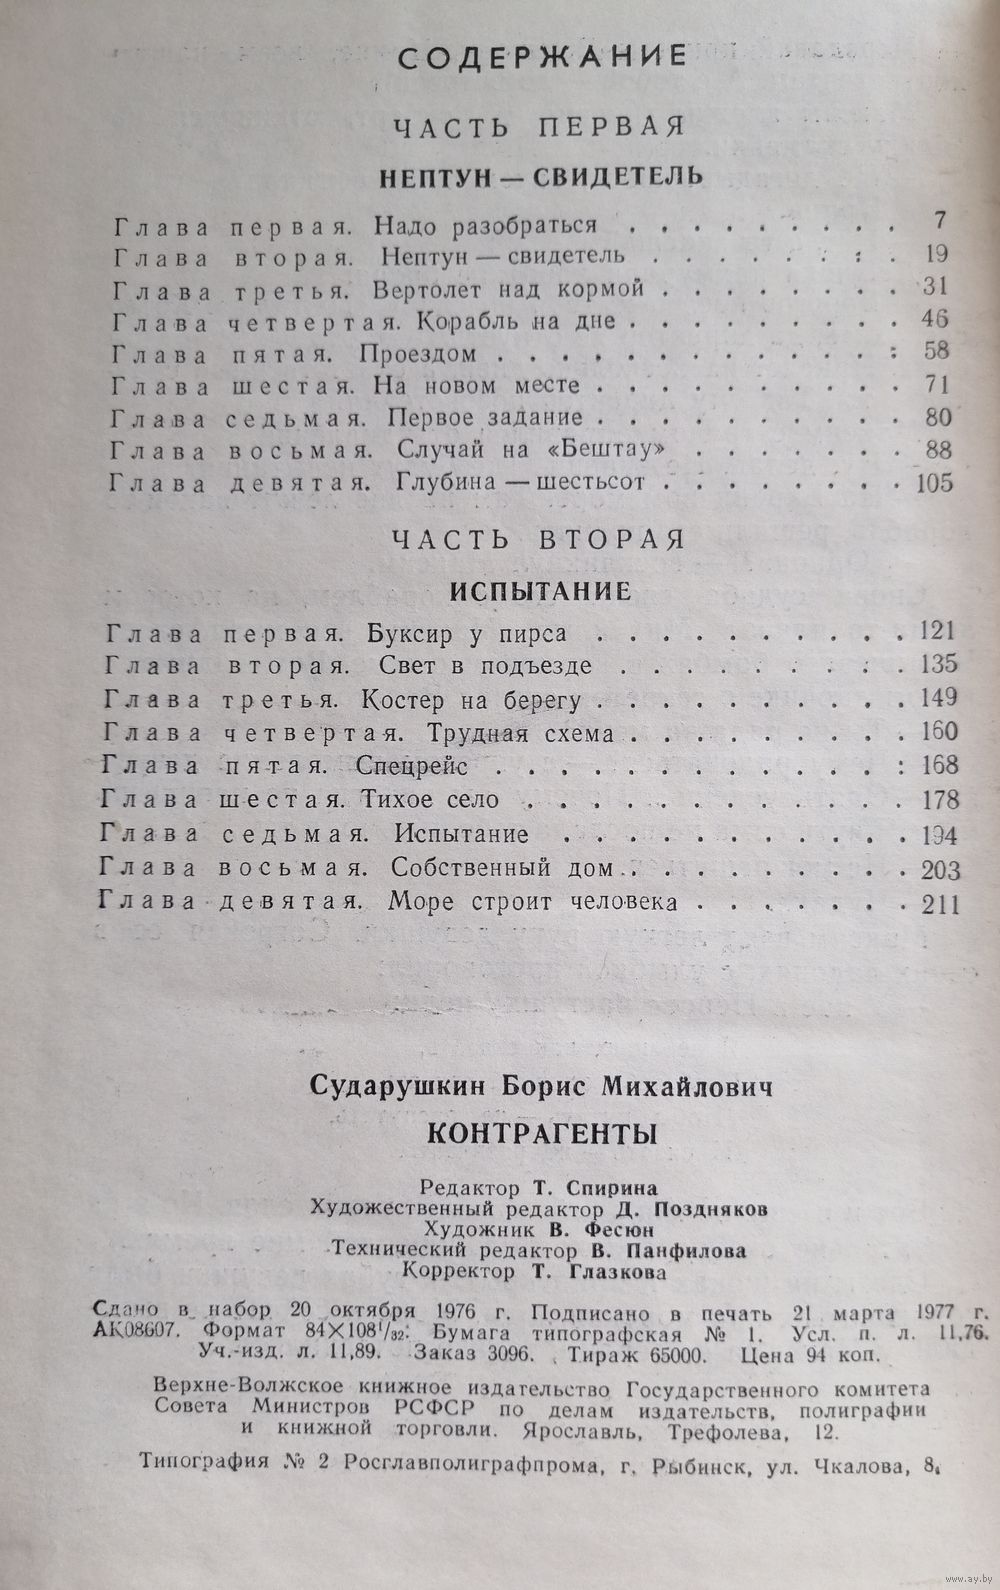 СОДЕРЖАНИЕ
ЧАСТЬ ПЕРВАЯ
НЕПТУН — СВИДЕТЕЛЬ
Глава первая. Надо разобраться . . . . . . . . . 7
Глава вторая. Нептун — свидетель . . . . . . . . 19
Глава третья. Вертолет над кормой . . . . . . . . 31
Глава четвертая. Корабль на дне . . . . . . . . . 46
Глава пятая. Проездом . . . . . . . . . . . . . 58
Глава шестая. На новом месте . . . . . . . . . . 71
Глава седьмая. Первое задание . . . . . . . . . . 80
Глава восьмая. Случай на «Бештау» . . . . . . . 88
Глава девятая. Глубина — шестьсот . . . . . . . . 105
ЧАСТЬ ВТОРАЯ
ИСПЫТАНИЕ
Глава первая. Буксир у пирса . . . . . . . . . . 121
Глава вторая. Свет в подъезде . . . . . . . . . . 135
Глава третья. Костер на берегу . . . . . . . . . . 149
Глава четвертая. Трудная схема . . . . . . . . . 160
Глава пятая. Спецрейс . . . . . . . . . . . . . 168
Глава шестая. Тихое село . . . . . . . . . . . . 178
Глава седьмая. Испытание . . . . . . . . . . . 194
Глава восьмая. Собственный дом . . . . . . . . . 203
Глава девятая. Море строит человека . . . . . . . 211
Сударушкин Борис Михайлович
КОНТРАГЕНТЫ
Редактор Т. Спирина
Художественный редактор Д. Поздняков
Художник В. Фесюн
Технический редактор В. Панфилова
Корректор Т. Глазкова
Сдано в набор 20 октября 1976 г. Подписано в печать 21 марта 1977 г.
АК08607. Формат 84×108¹/₃₂. Бумага типографская № 1. Усл. п. л. 11,76.
Уч.-изд. л. 11,89. Заказ 3096. Тираж 65000. Цена 94 коп.
Верхне-Волжское книжное издательство Государственного комитета
Совета Министров РСФСР по делам издательств, полиграфии
и книжной торговли. Ярославль, Трефолева, 12.
Типография № 2 Росглавполиграфпрома, г. Рыбинск, ул. Чкалова, 8.
www.ay.by